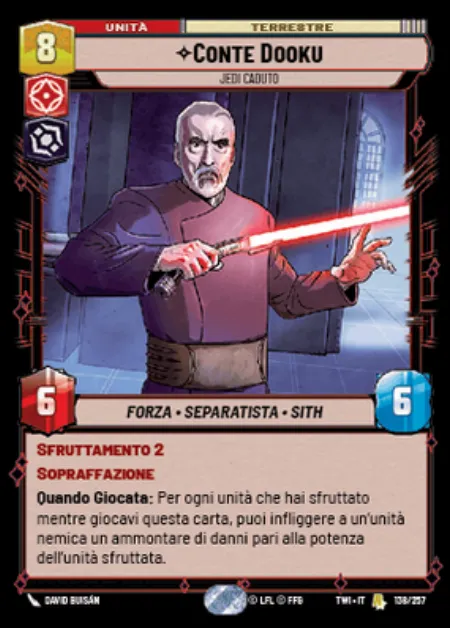 UNITÀ
TERRESTRE
8
CONTE DOOKU
JEDI CADUTO
6
FORZA • SEPARATISTA • SITH
6
SFRUTTAMENTO 2
SOPRAFFAZIONE
Quando Giocata: Per ogni unità che hai sfruttato
mentre giocavi questa carta, puoi infliggere a un'unità
nemica un ammontare di danni pari alla potenza
dell'unità sfruttata.
DAVID BUISÁN
© LFL © FFG
TWI • IT
138/257